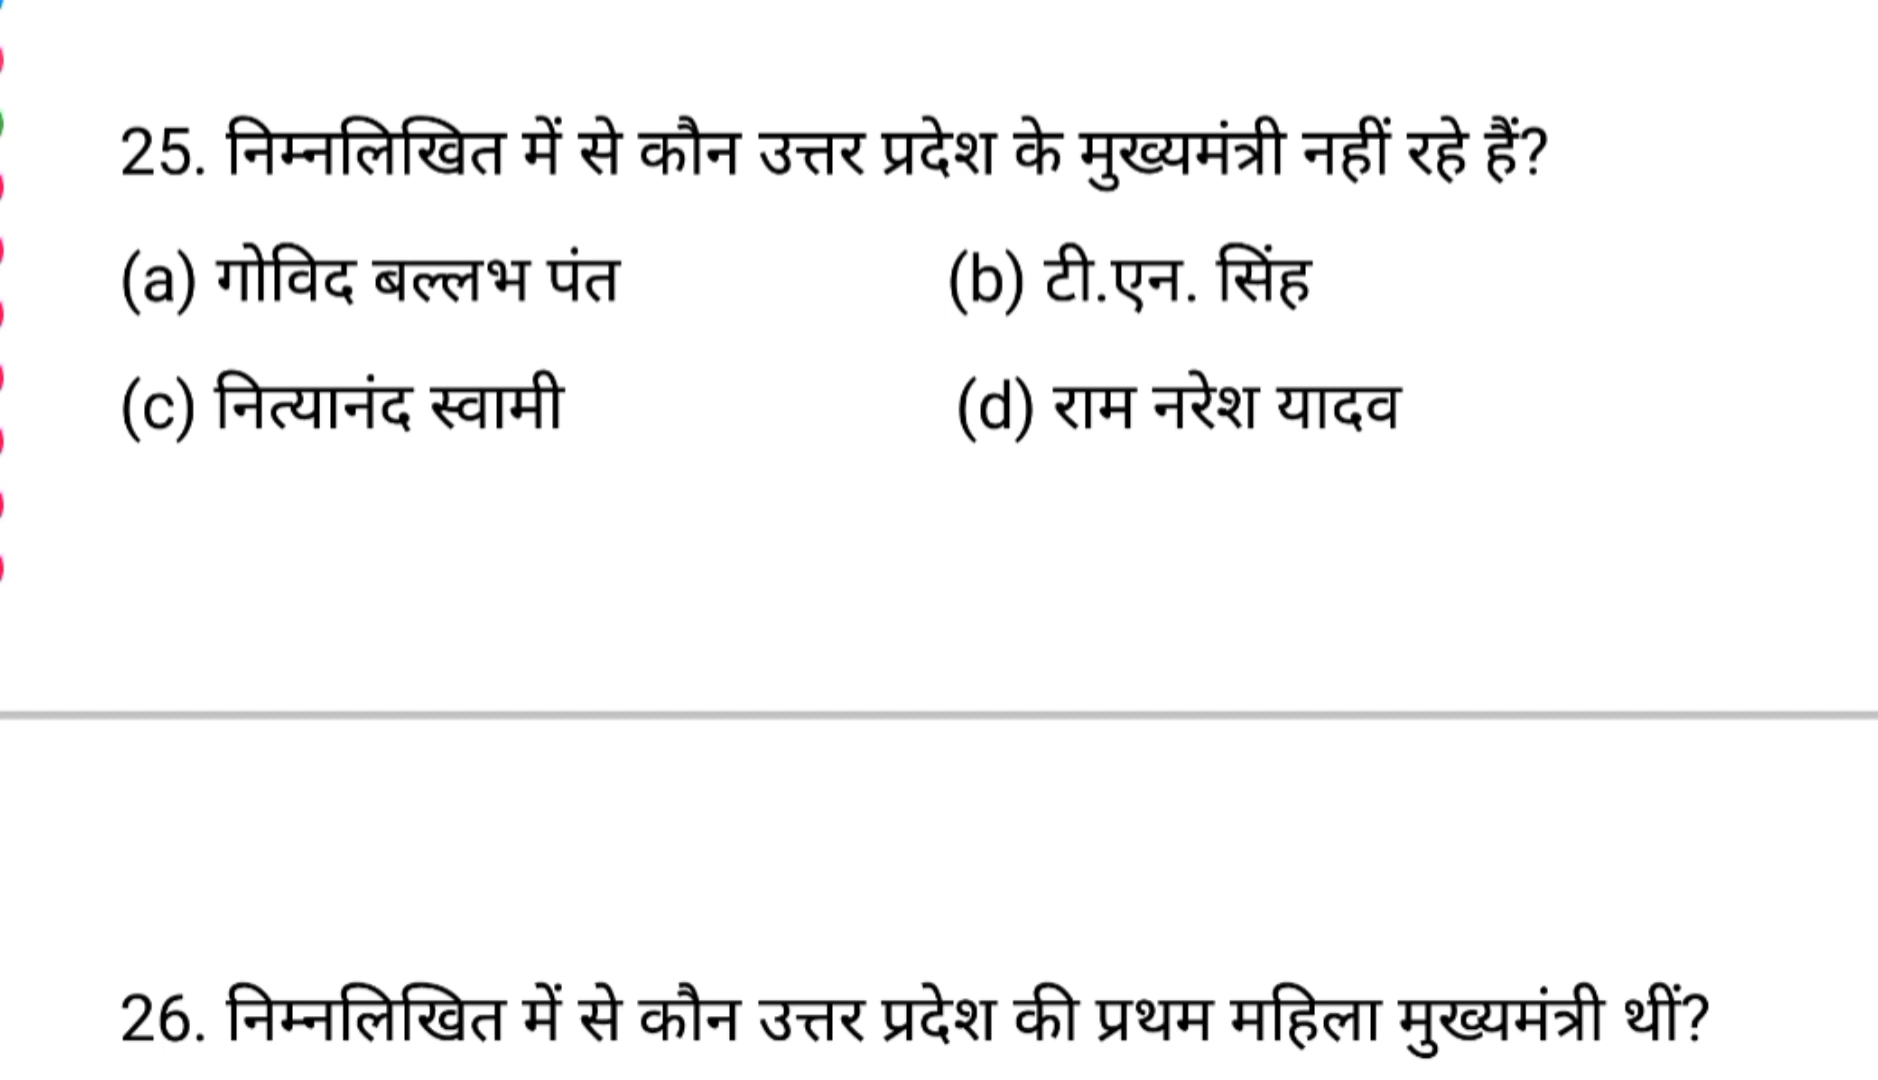 25. निम्नलिखित में से कौन उत्तर प्रदेश के मुख्यमंत्री नहीं रहे हैं?
(a) गोविद बल्लभ पंत (b) टी.एन. सिंह
(c) नित्यानंद स्वामी (d) राम नरेश यादव
26. निम्नलिखित में से कौन उत्तर प्रदेश की प्रथम महिला मुख्यमंत्री थीं?